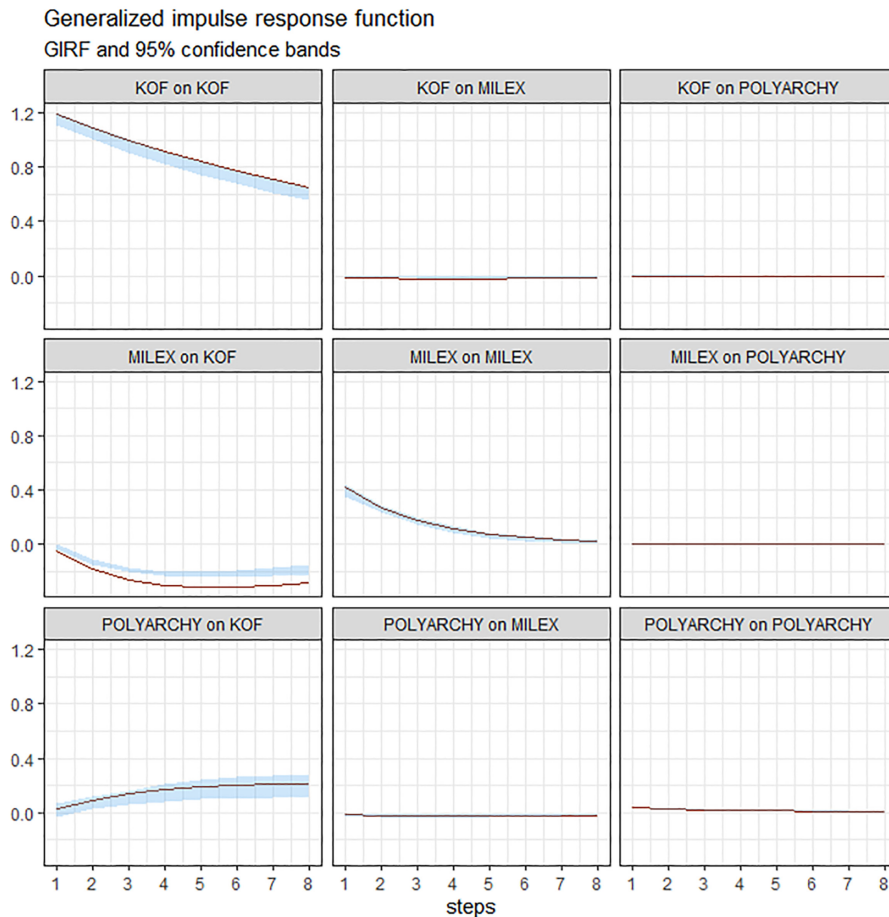 Generalized impulse response function
GIRF and 95% confidence bands
KOF on KOF
KOF on MILEX
KOF on POLYARCHY
1.2
0.8
0.4
0.0
MILEX on KOF
MILEX on MILEX
MILEX on POLYARCHY
1.2
0.8
0.4
0.0
POLYARCHY on KOF
POLYARCHY on MILEX
POLYARCHY on POLYARCHY
1.2
0.8
0.4
0.0
1 2 3 4 5 6 7 8 1 2 3 4 5 6 7 8 1 2 3 4 5 6 7 8
steps